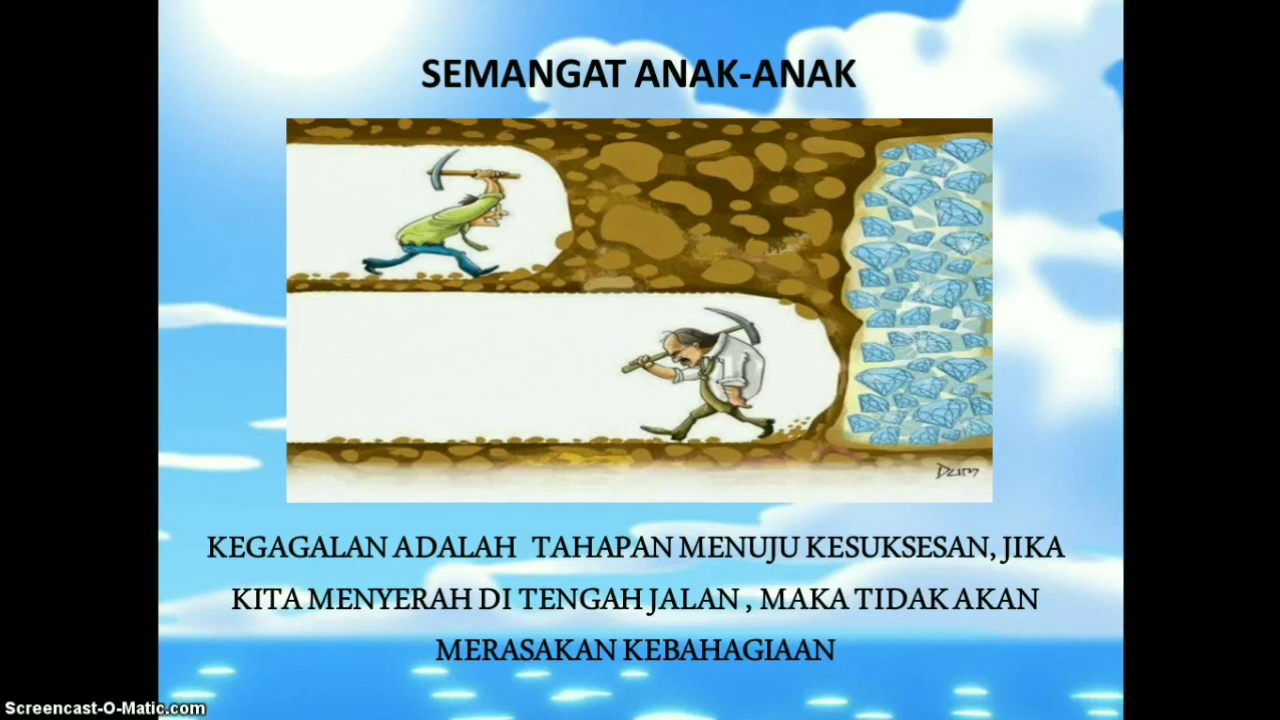 SEMANGAT ANAK-ANAK
Dum
KEGAGALAN ADALAH TAHAPAN MENUJU KESUKSESAN, JIKA
KITA MENYERAH DI TENGAH JALAN , MAKA TIDAK AKAN
MERASAKAN KEBAHAGIAAN
Screencast-O-Matic.com